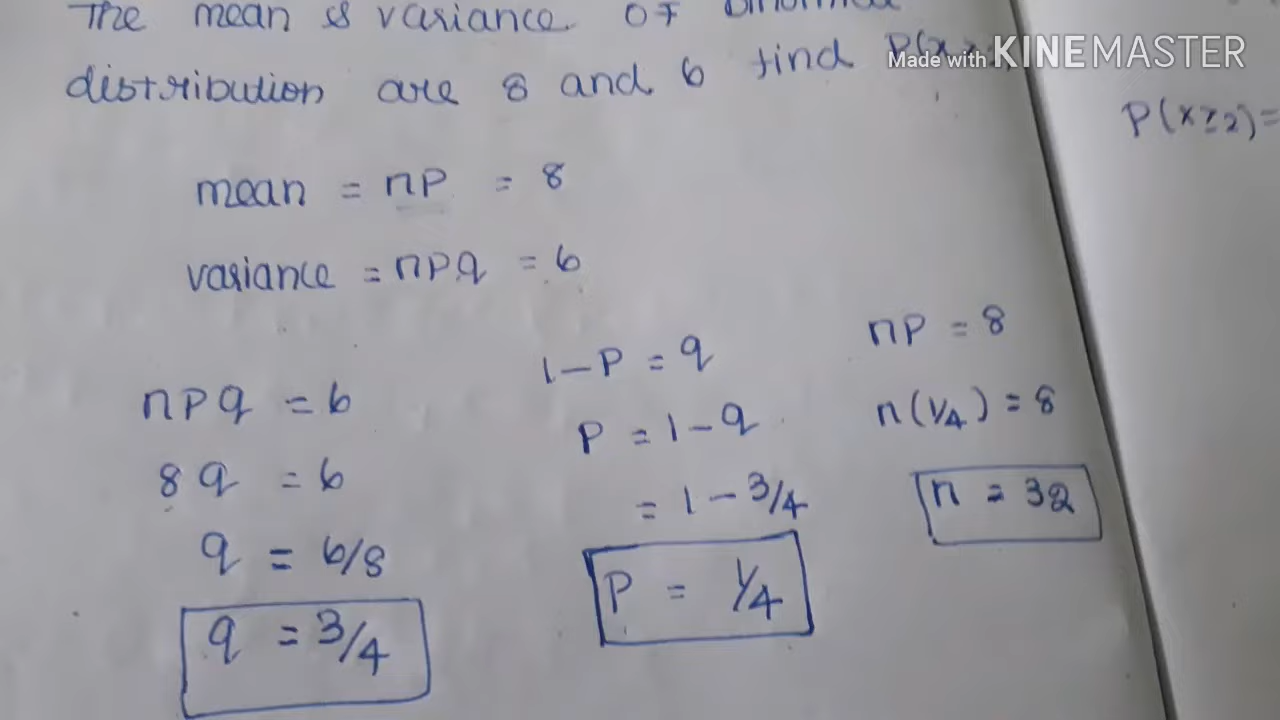 The mean & variance of Binomial
distribution are 8 and 6 find P(x ≥
Made with KINEMASTER
P(x≥2)=
mean = np = 8
variance = npq = 6
npq = 6
8q = 6
q = 6/8
q = 3/4
1-P = q
P = 1-q
= 1 - 3/4
P = 1/4
np = 8
n(1/4) = 8
n = 32